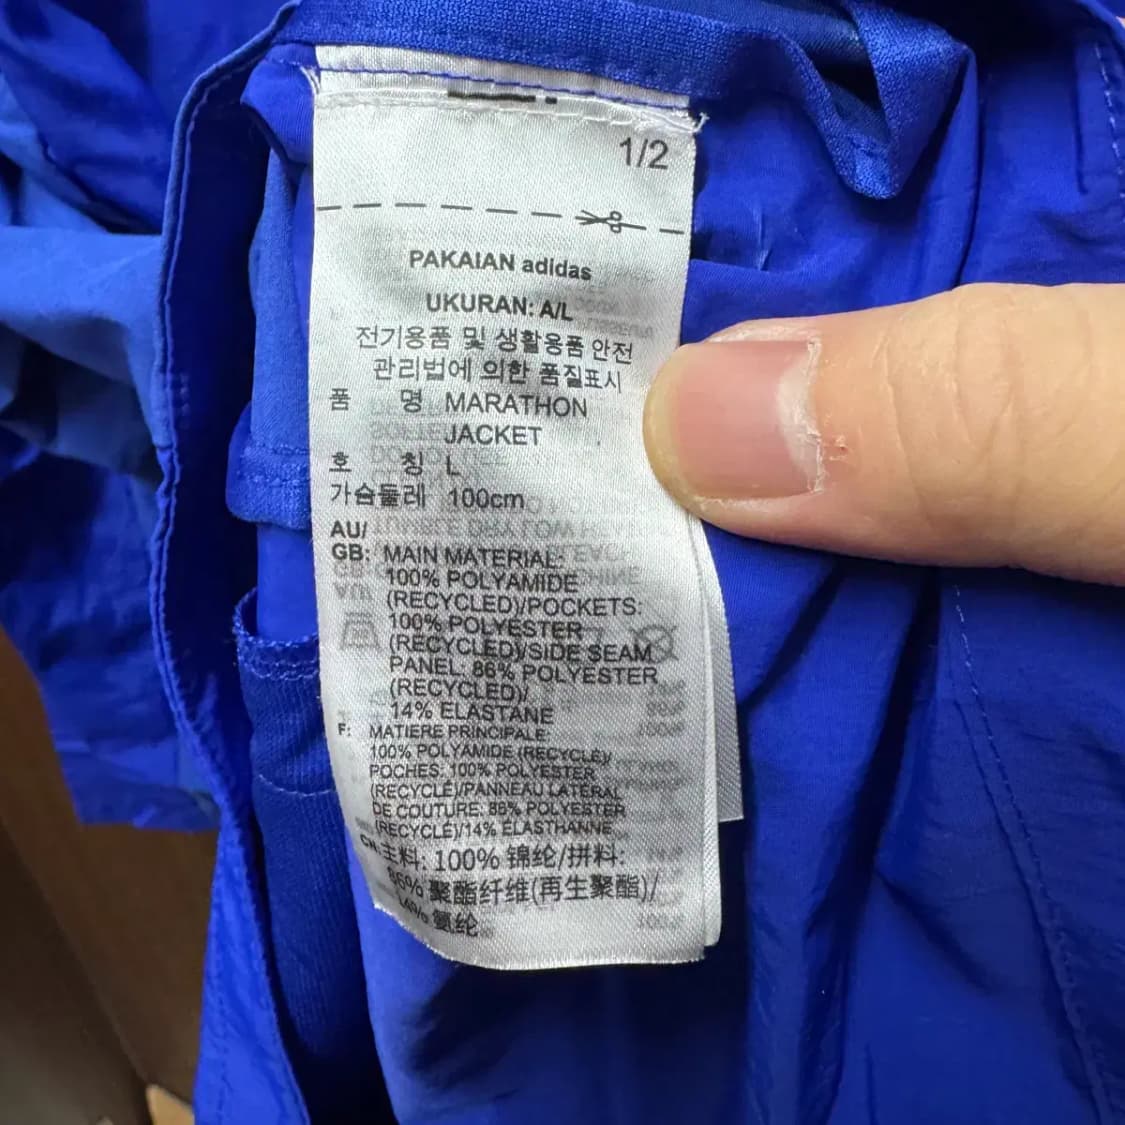 1/2
PAKAIAN adidas
UKURAN: A/L
전기용품 및 생활용품 안전
관리법에 의한 품질표시
품 명 MARATHON
JACKET
호 칭 L
가슴둘레 100cm
AU/
GB: MAIN MATERIAL:
100% POLYAMIDE
(RECYCLED)/POCKETS:
100% POLYESTER
(RECYCLED)/SIDE SEAM
PANEL: 86% POLYESTER
(RECYCLED)/
14% ELASTANE
F: MATIERE PRINCIPALE:
100% POLYAMIDE (RECYCLÉ)/
POCHES: 100% POLYESTER
(RECYCLÉ)/PANNEAU LATÉRAL
DE COUTURE: 86% POLYESTER
(RECYCLÉ)/14% ÉLASTHANNE
CN: 主料: 100% 锦纶/拼料:
86% 聚酯纤维(再生聚酯)/
14% 氨纶